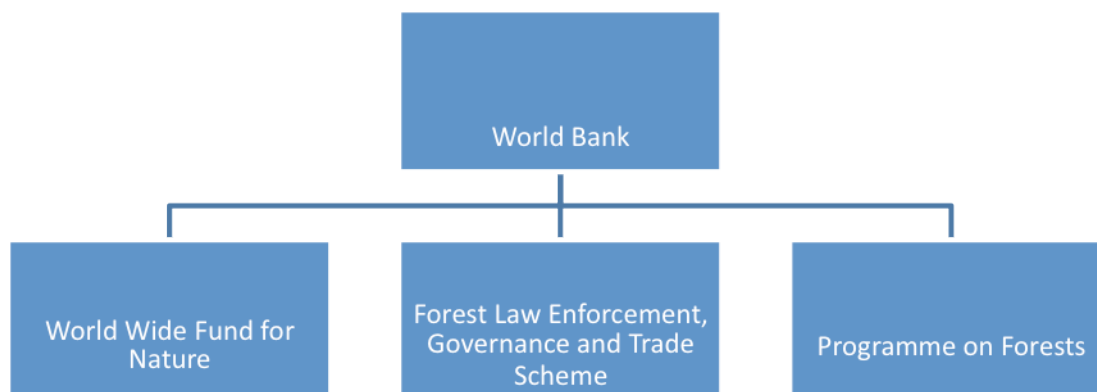 World Bank
World Wide Fund for
Nature
Forest Law Enforcement,
Governance and Trade
Scheme
Programme on Forests